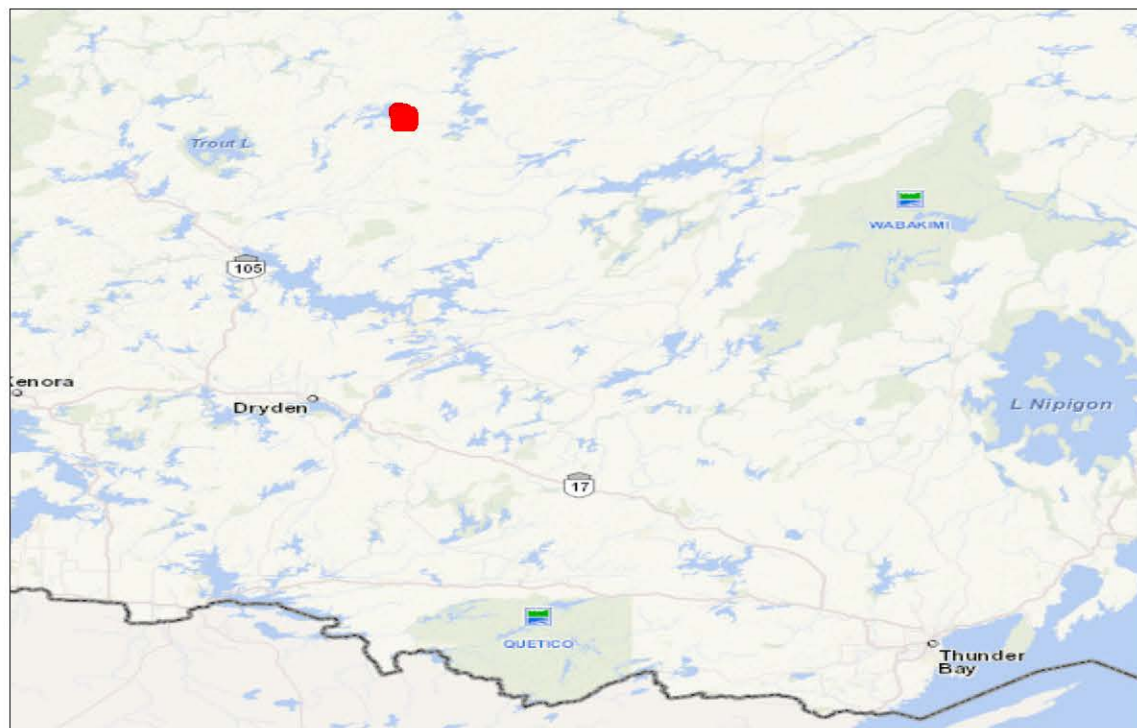 Trout L
WABAKIMI
105
Kenora
L Nipigon
Dryden
17
QUETICO
Thunder
Bay